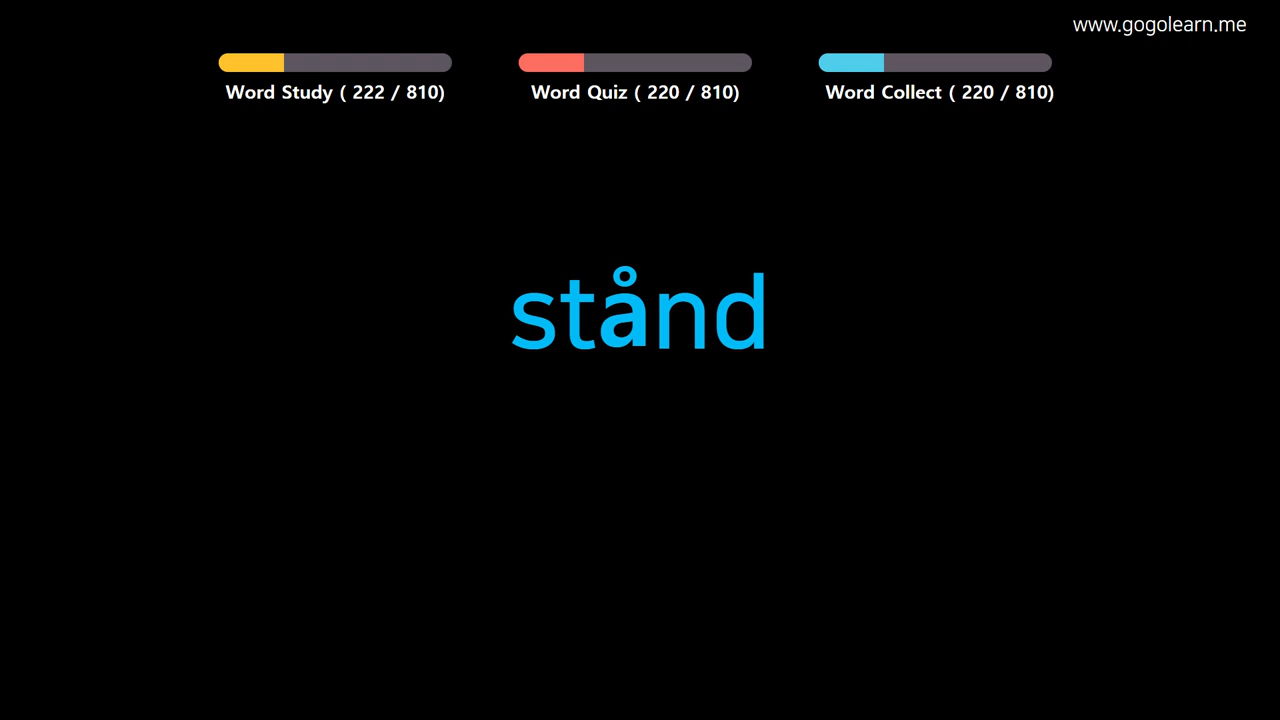 www.gogolearn.me
Word Study ( 222 / 810)
Word Quiz ( 220 / 810)
Word Collect ( 220 / 810)
stånd